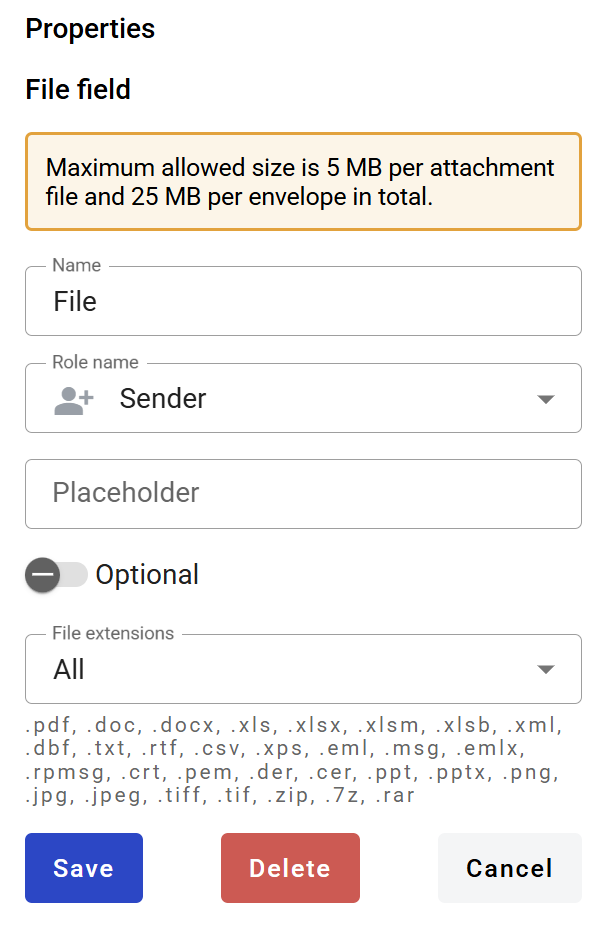 Properties
File field
Maximum allowed size is 5 MB per attachment
file and 25 MB per envelope in total.
Name
File
Role name
Sender
Placeholder
Optional
File extensions
All
.pdf, .doc, .docx, .xls, .xlsx, .xlsm, .xlsb, .xml,
.dbf, .txt, .rtf, .csv, .xps, .eml, .msg, .emlx,
.rpmsg, .crt, .pem, .der, .cer, .ppt, .pptx, .png,
.jpg, .jpeg, .tiff, .tif, .zip, .7z, .rar
Save Delete Cancel